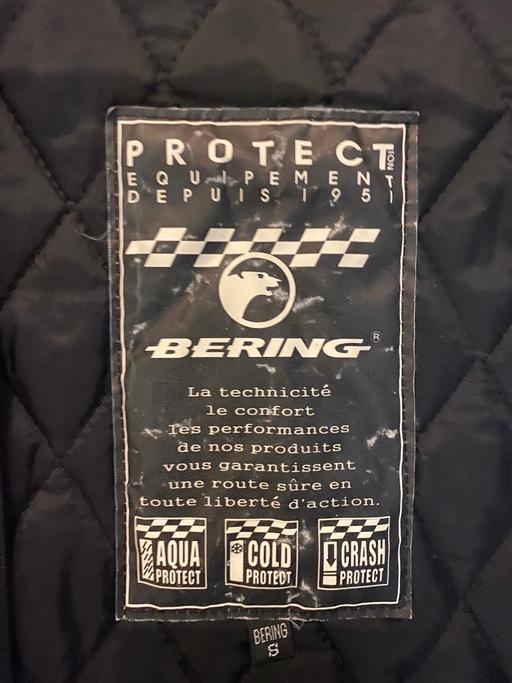 PROTECTION
EQUIPEMENT
DEPUIS 1951
BERING®
La technicité
le confort
les performances
de nos produits
vous garantissent
une route sûre en
toute liberté d'action.
AQUA
PROTECT
COLD
PROTECT
CRASH
PROTECT
BERING
S